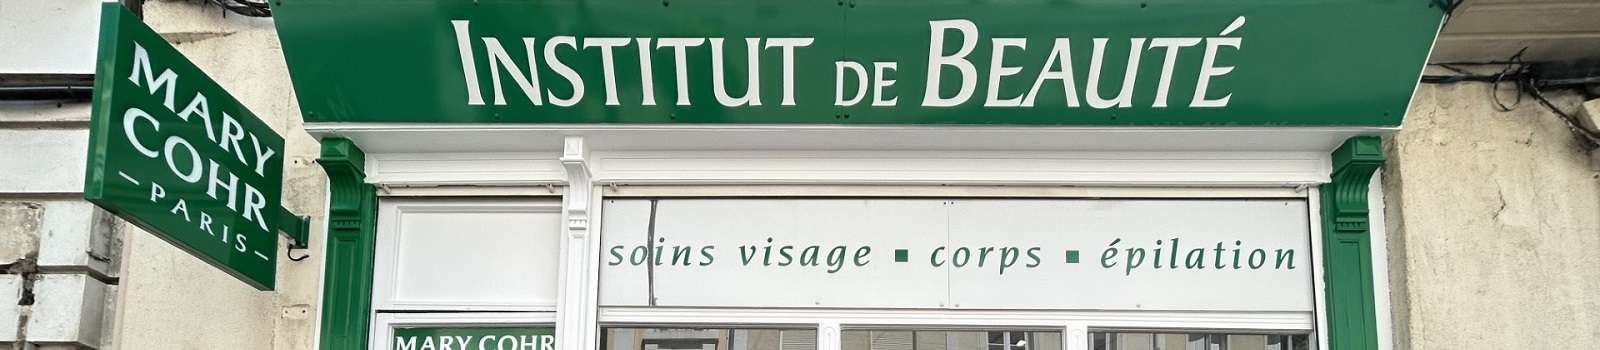 MARY
COHR
– PARIS –
INSTITUT DE BEAUTÉ
soins visage ▪ corps ▪ épilation
MARY COHR